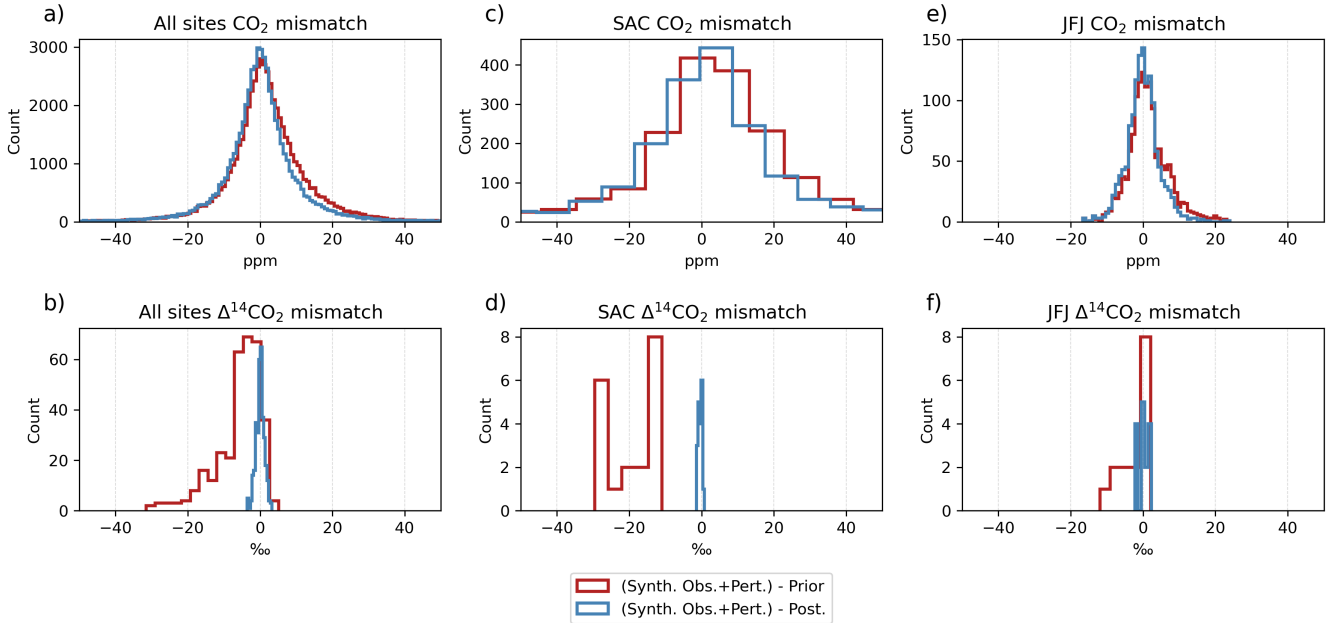 a)
All sites CO₂ mismatch
3000
2000
1000
0
Count
−40 −20 0 20 40
ppm
c)
SAC CO₂ mismatch
400
300
200
100
0
Count
−40 −20 0 20 40
ppm
e)
JFJ CO₂ mismatch
150
100
50
0
Count
−40 −20 0 20 40
ppm
b)
All sites Δ¹⁴CO₂ mismatch
60
40
20
0
Count
−40 −20 0 20 40
‰
d)
SAC Δ¹⁴CO₂ mismatch
8
6
4
2
0
Count
−40 −20 0 20 40
‰
f)
JFJ Δ¹⁴CO₂ mismatch
8
6
4
2
0
Count
−40 −20 0 20 40
‰
(Synth. Obs.+Pert.) - Prior
(Synth. Obs.+Pert.) - Post.